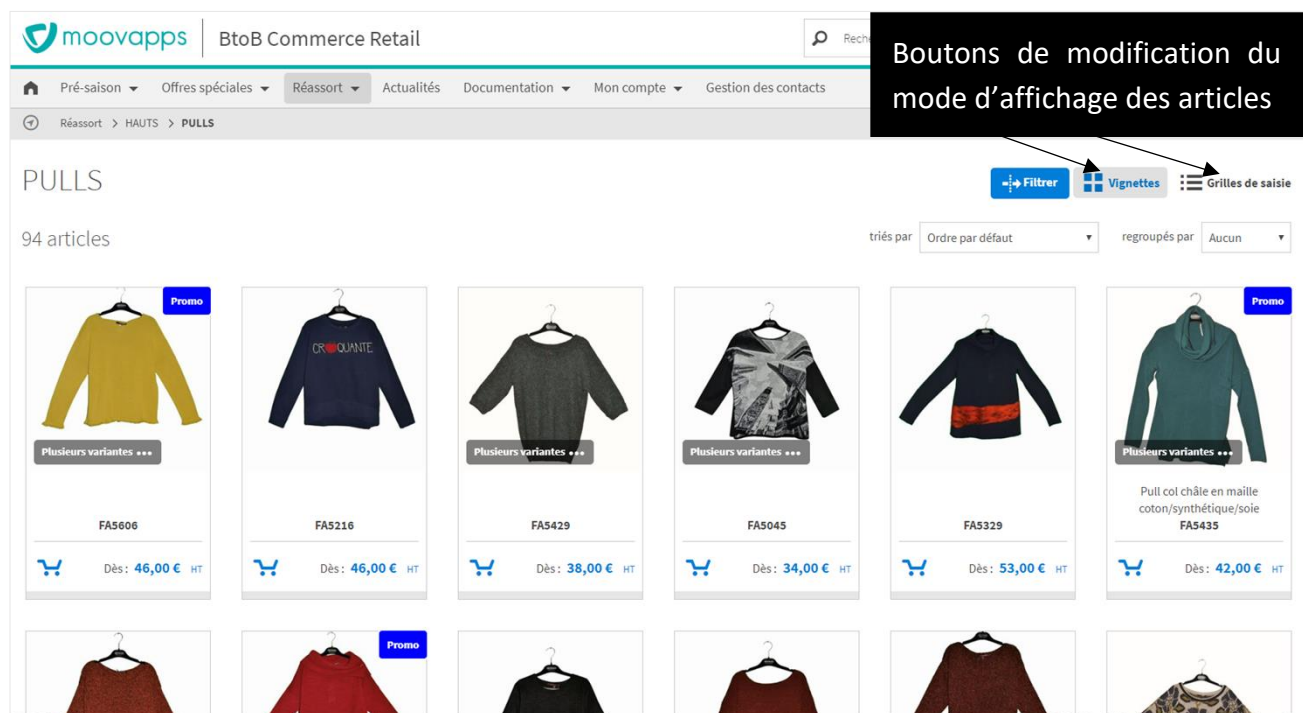 moovapps
BtoB Commerce Retail
Boutons de modification du
mode d'affichage des articles
Pré-saison Offres spéciales Réassort Actualités Documentation Mon compte Gestion des contacts
Réassort > HAUTS > PULLS
PULLS
Filtrer Vignettes Grilles de saisie
94 articles
triés par Ordre par défaut regroupés par Aucun
Promo
CROQUANTE
Promo
Plusieurs variantes •••
Plusieurs variantes •••
Plusieurs variantes •••
Plusieurs variantes •••
Pull col châle en maille
coton/synthétique/soie
FA5606 FA5216 FA5429 FA5045 FA5329 FA5435
Dès : 46,00 € HT Dès : 46,00 € HT Dès : 38,00 € HT Dès : 34,00 € HT Dès : 53,00 € HT Dès : 42,00 € HT
Promo